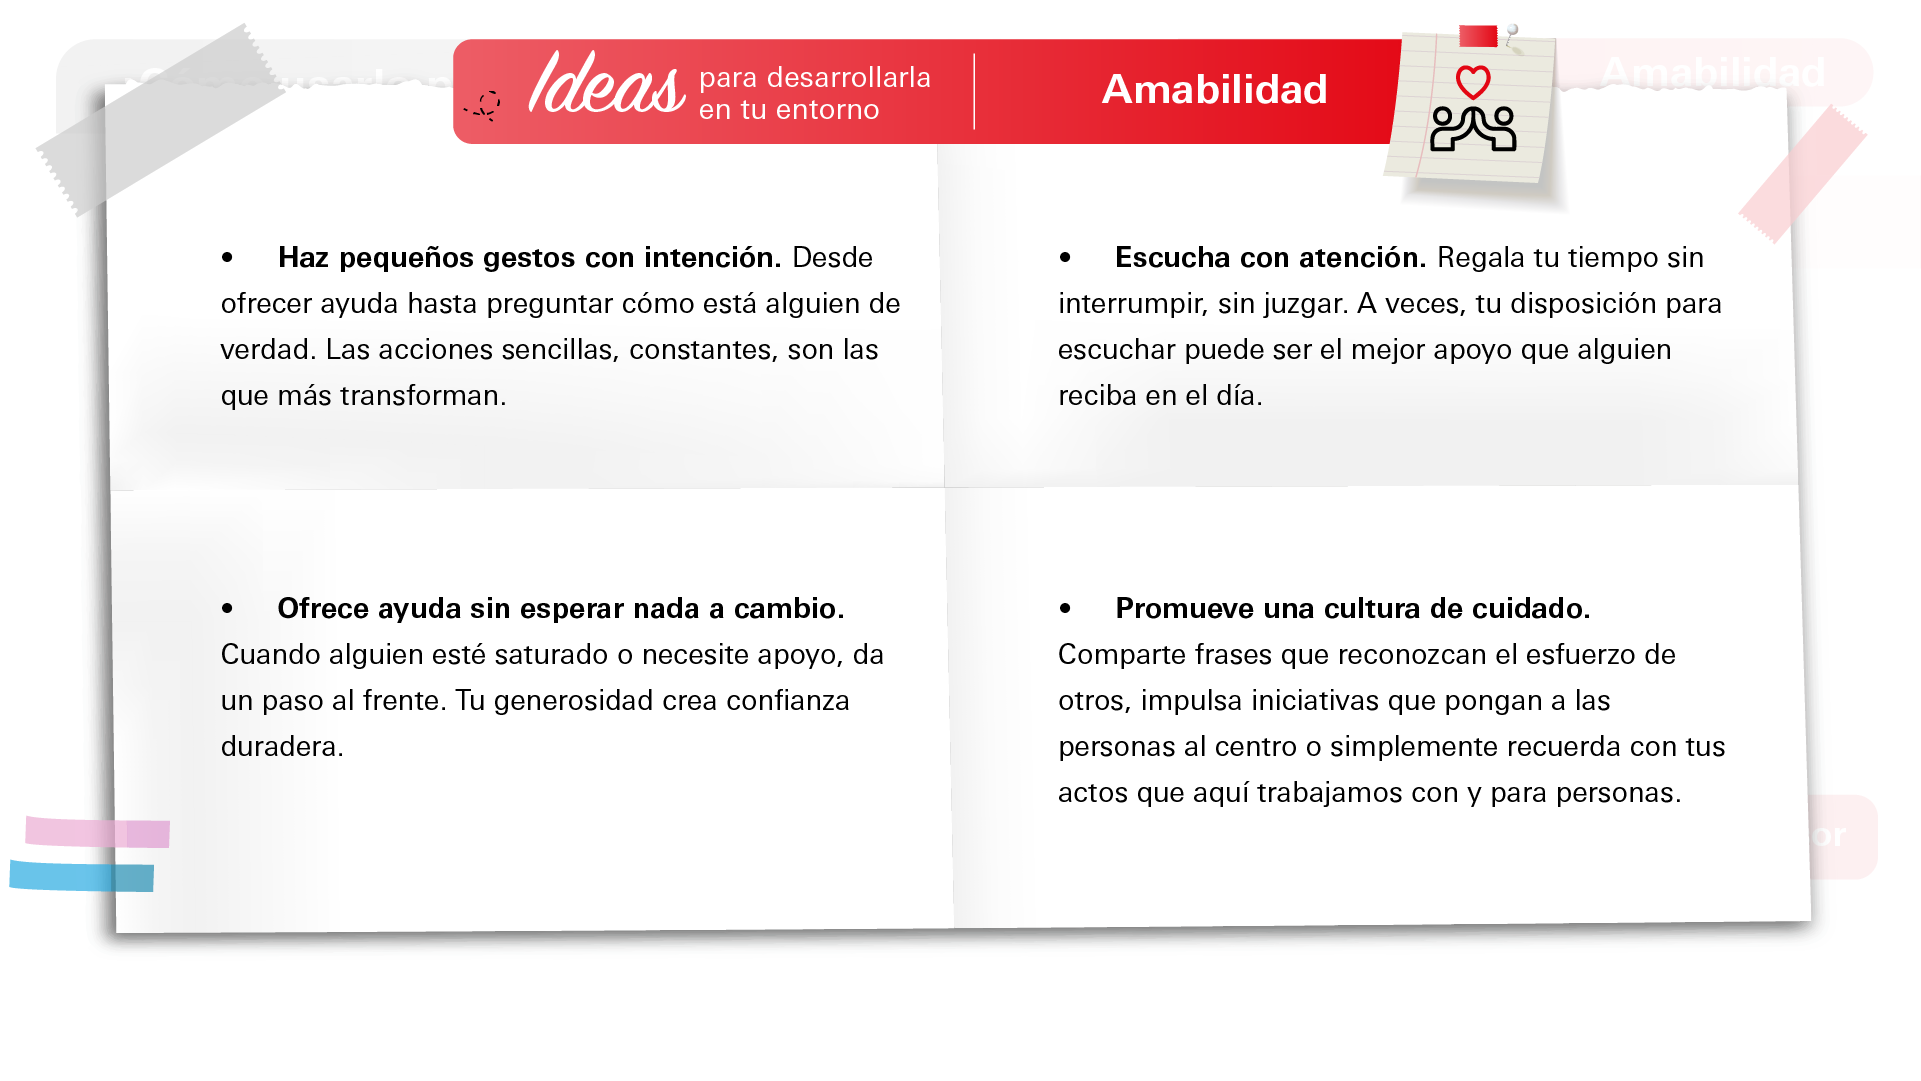 Ideas para desarrollarla
en tu entorno
Amabilidad
Amabilidad
• Haz pequeños gestos con intención. Desde
ofrecer ayuda hasta preguntar cómo está alguien de
verdad. Las acciones sencillas, constantes, son las
que más transforman.
• Escucha con atención. Regala tu tiempo sin
interrumpir, sin juzgar. A veces, tu disposición para
escuchar puede ser el mejor apoyo que alguien
reciba en el día.
• Ofrece ayuda sin esperar nada a cambio.
Cuando alguien esté saturado o necesite apoyo, da
un paso al frente. Tu generosidad crea confianza
duradera.
• Promueve una cultura de cuidado.
Comparte frases que reconozcan el esfuerzo de
otros, impulsa iniciativas que pongan a las
personas al centro o simplemente recuerda con tus
actos que aquí trabajamos con y para personas.